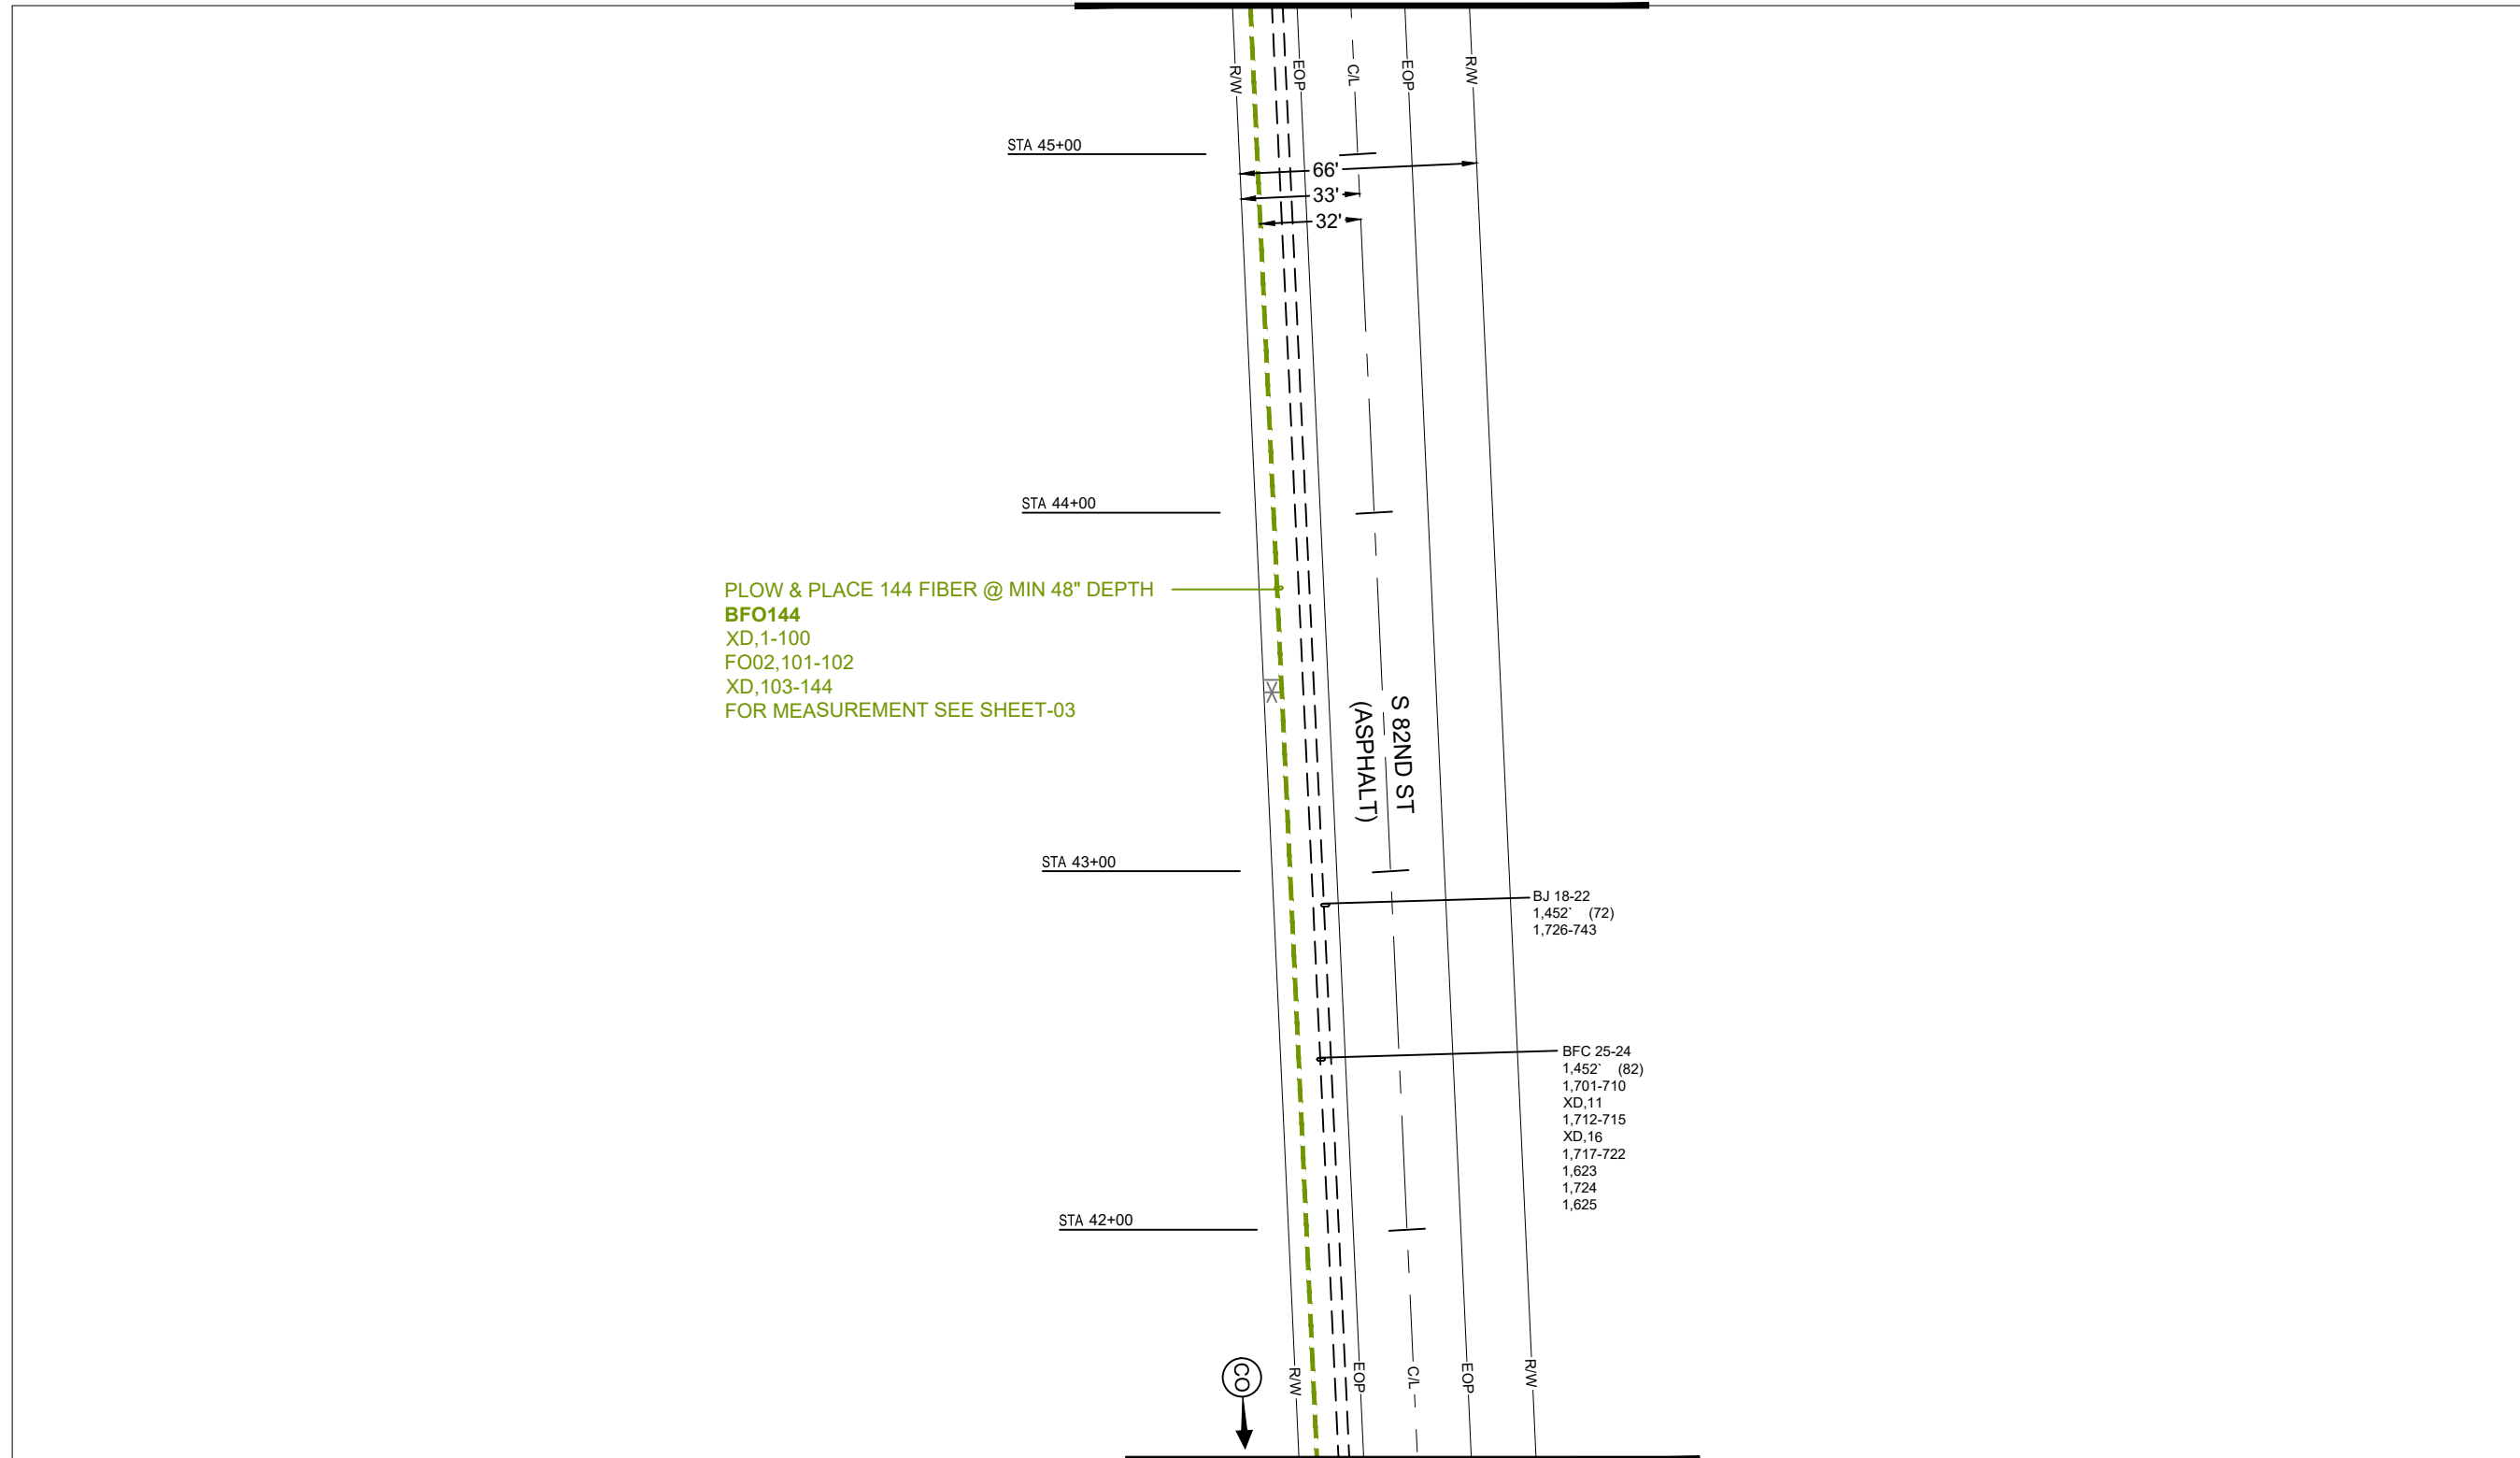 R/W
EOP
C/L
EOP
R/W
STA 45+00
66'
33'
32'
STA 44+00
PLOW & PLACE 144 FIBER @ MIN 48" DEPTH
BFO144
XD,1-100
FO02,101-102
XD,103-144
FOR MEASUREMENT SEE SHEET-03
S 82ND ST
(ASPHALT)
STA 43+00
BJ 18-22
1,452` (72)
1,726-743
BFC 25-24
1,452` (82)
1,701-710
XD,11
1,712-715
XD,16
1,717-722
1,623
1,724
1,625
STA 42+00
CO
R/W
EOP
C/L
EOP
R/W